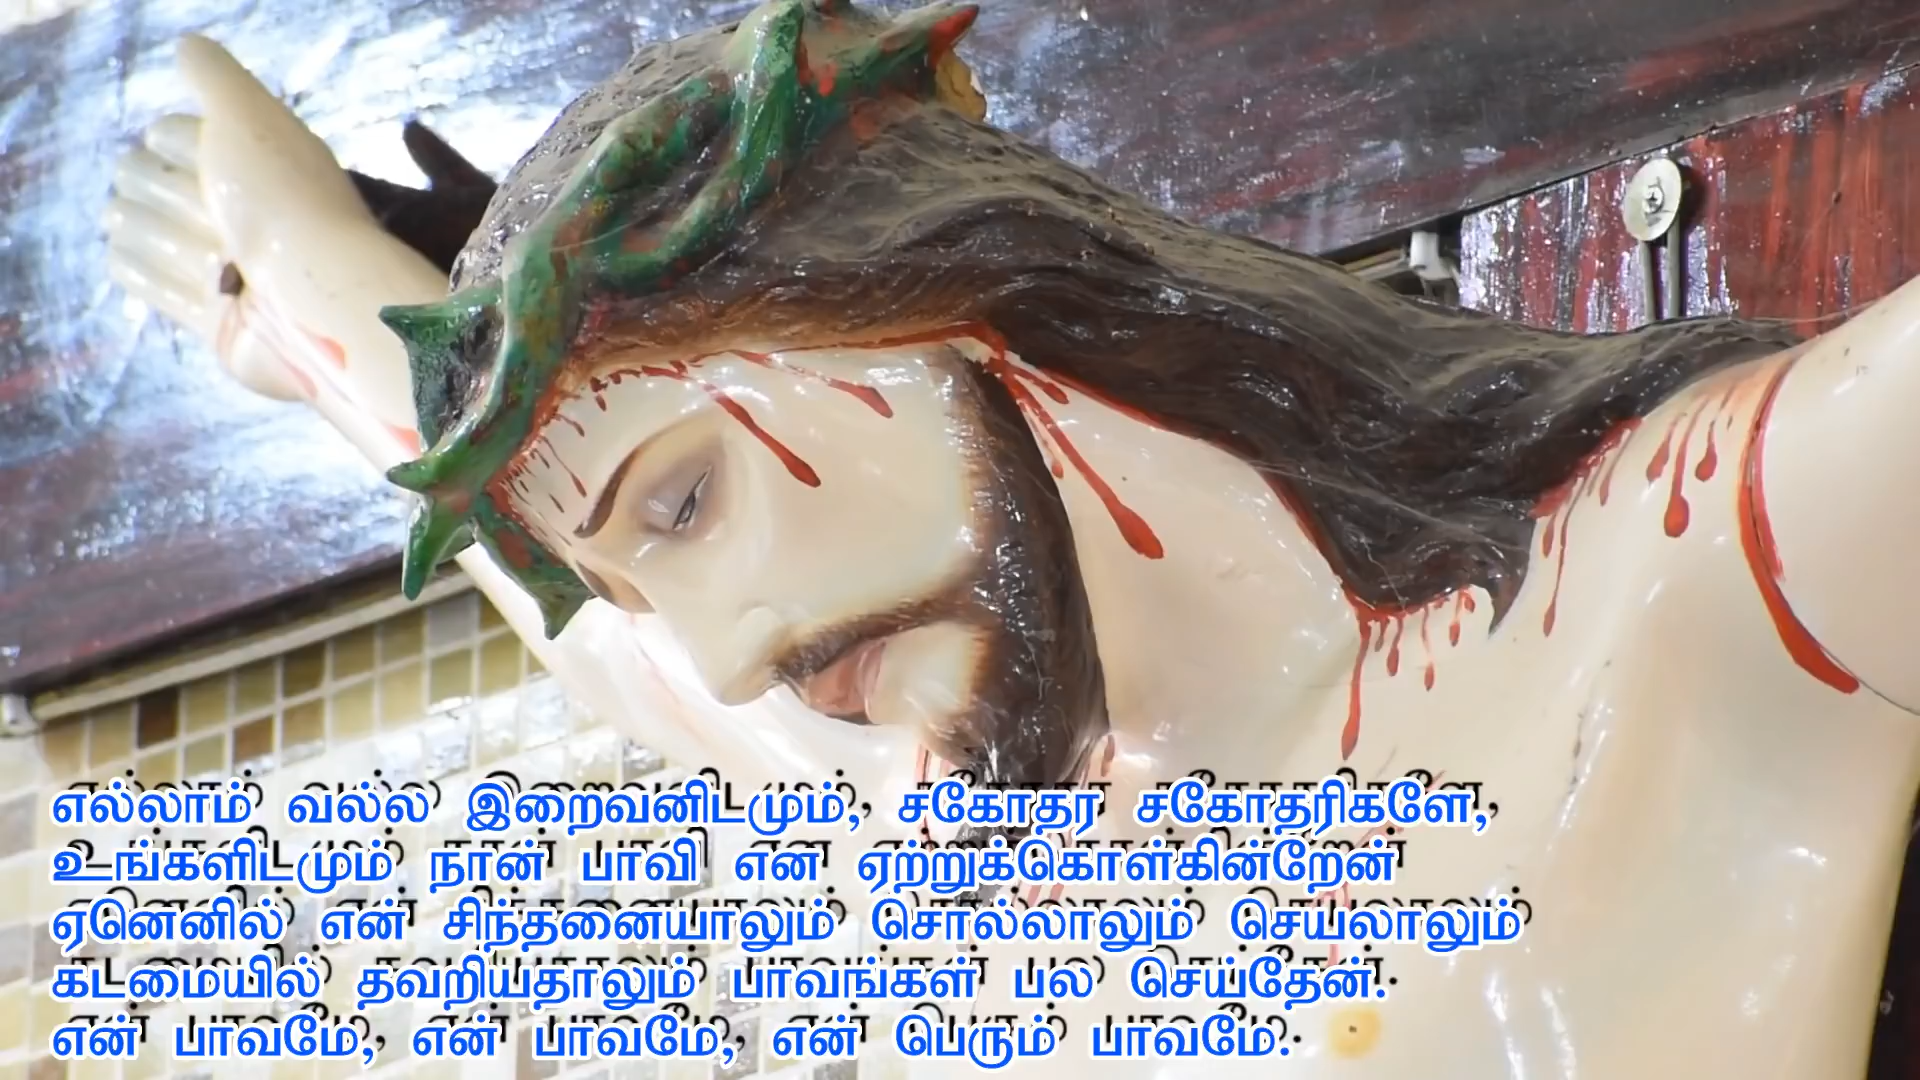 எல்லாம் வல்ல இறைவனிடமும், சகோதர சகோதரிகளே,
உங்களிடமும் நான் பாவி என ஏற்றுக்கொள்கின்றேன்
ஏனெனில் என் சிந்தனையாலும் சொல்லாலும் செயலாலும்
கடமையில் தவறியதாலும் பாவங்கள் பல செய்தேன்.
என் பாவமே, என் பாவமே, என் பெரும் பாவமே.